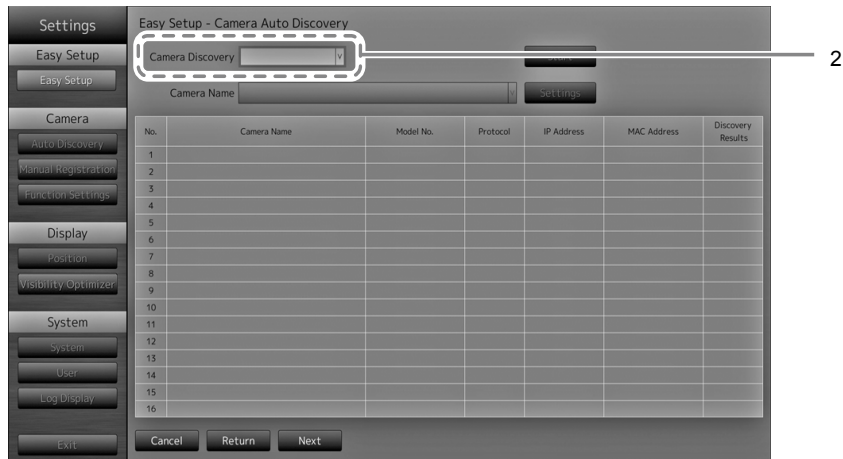 Settings
Easy Setup
Easy Setup
Camera
Auto Discovery
Manual Registration
Function Settings
Display
Position
Visibility Optimizer
System
System
User
Log Display
Exit
Easy Setup - Camera Auto Discovery
Camera Discovery
Start
2
Camera Name
Settings
No. Camera Name Model No. Protocol IP Address MAC Address Discovery Results
1
2
3
4
5
6
7
8
9
10
11
12
13
14
15
16
Cancel Return Next